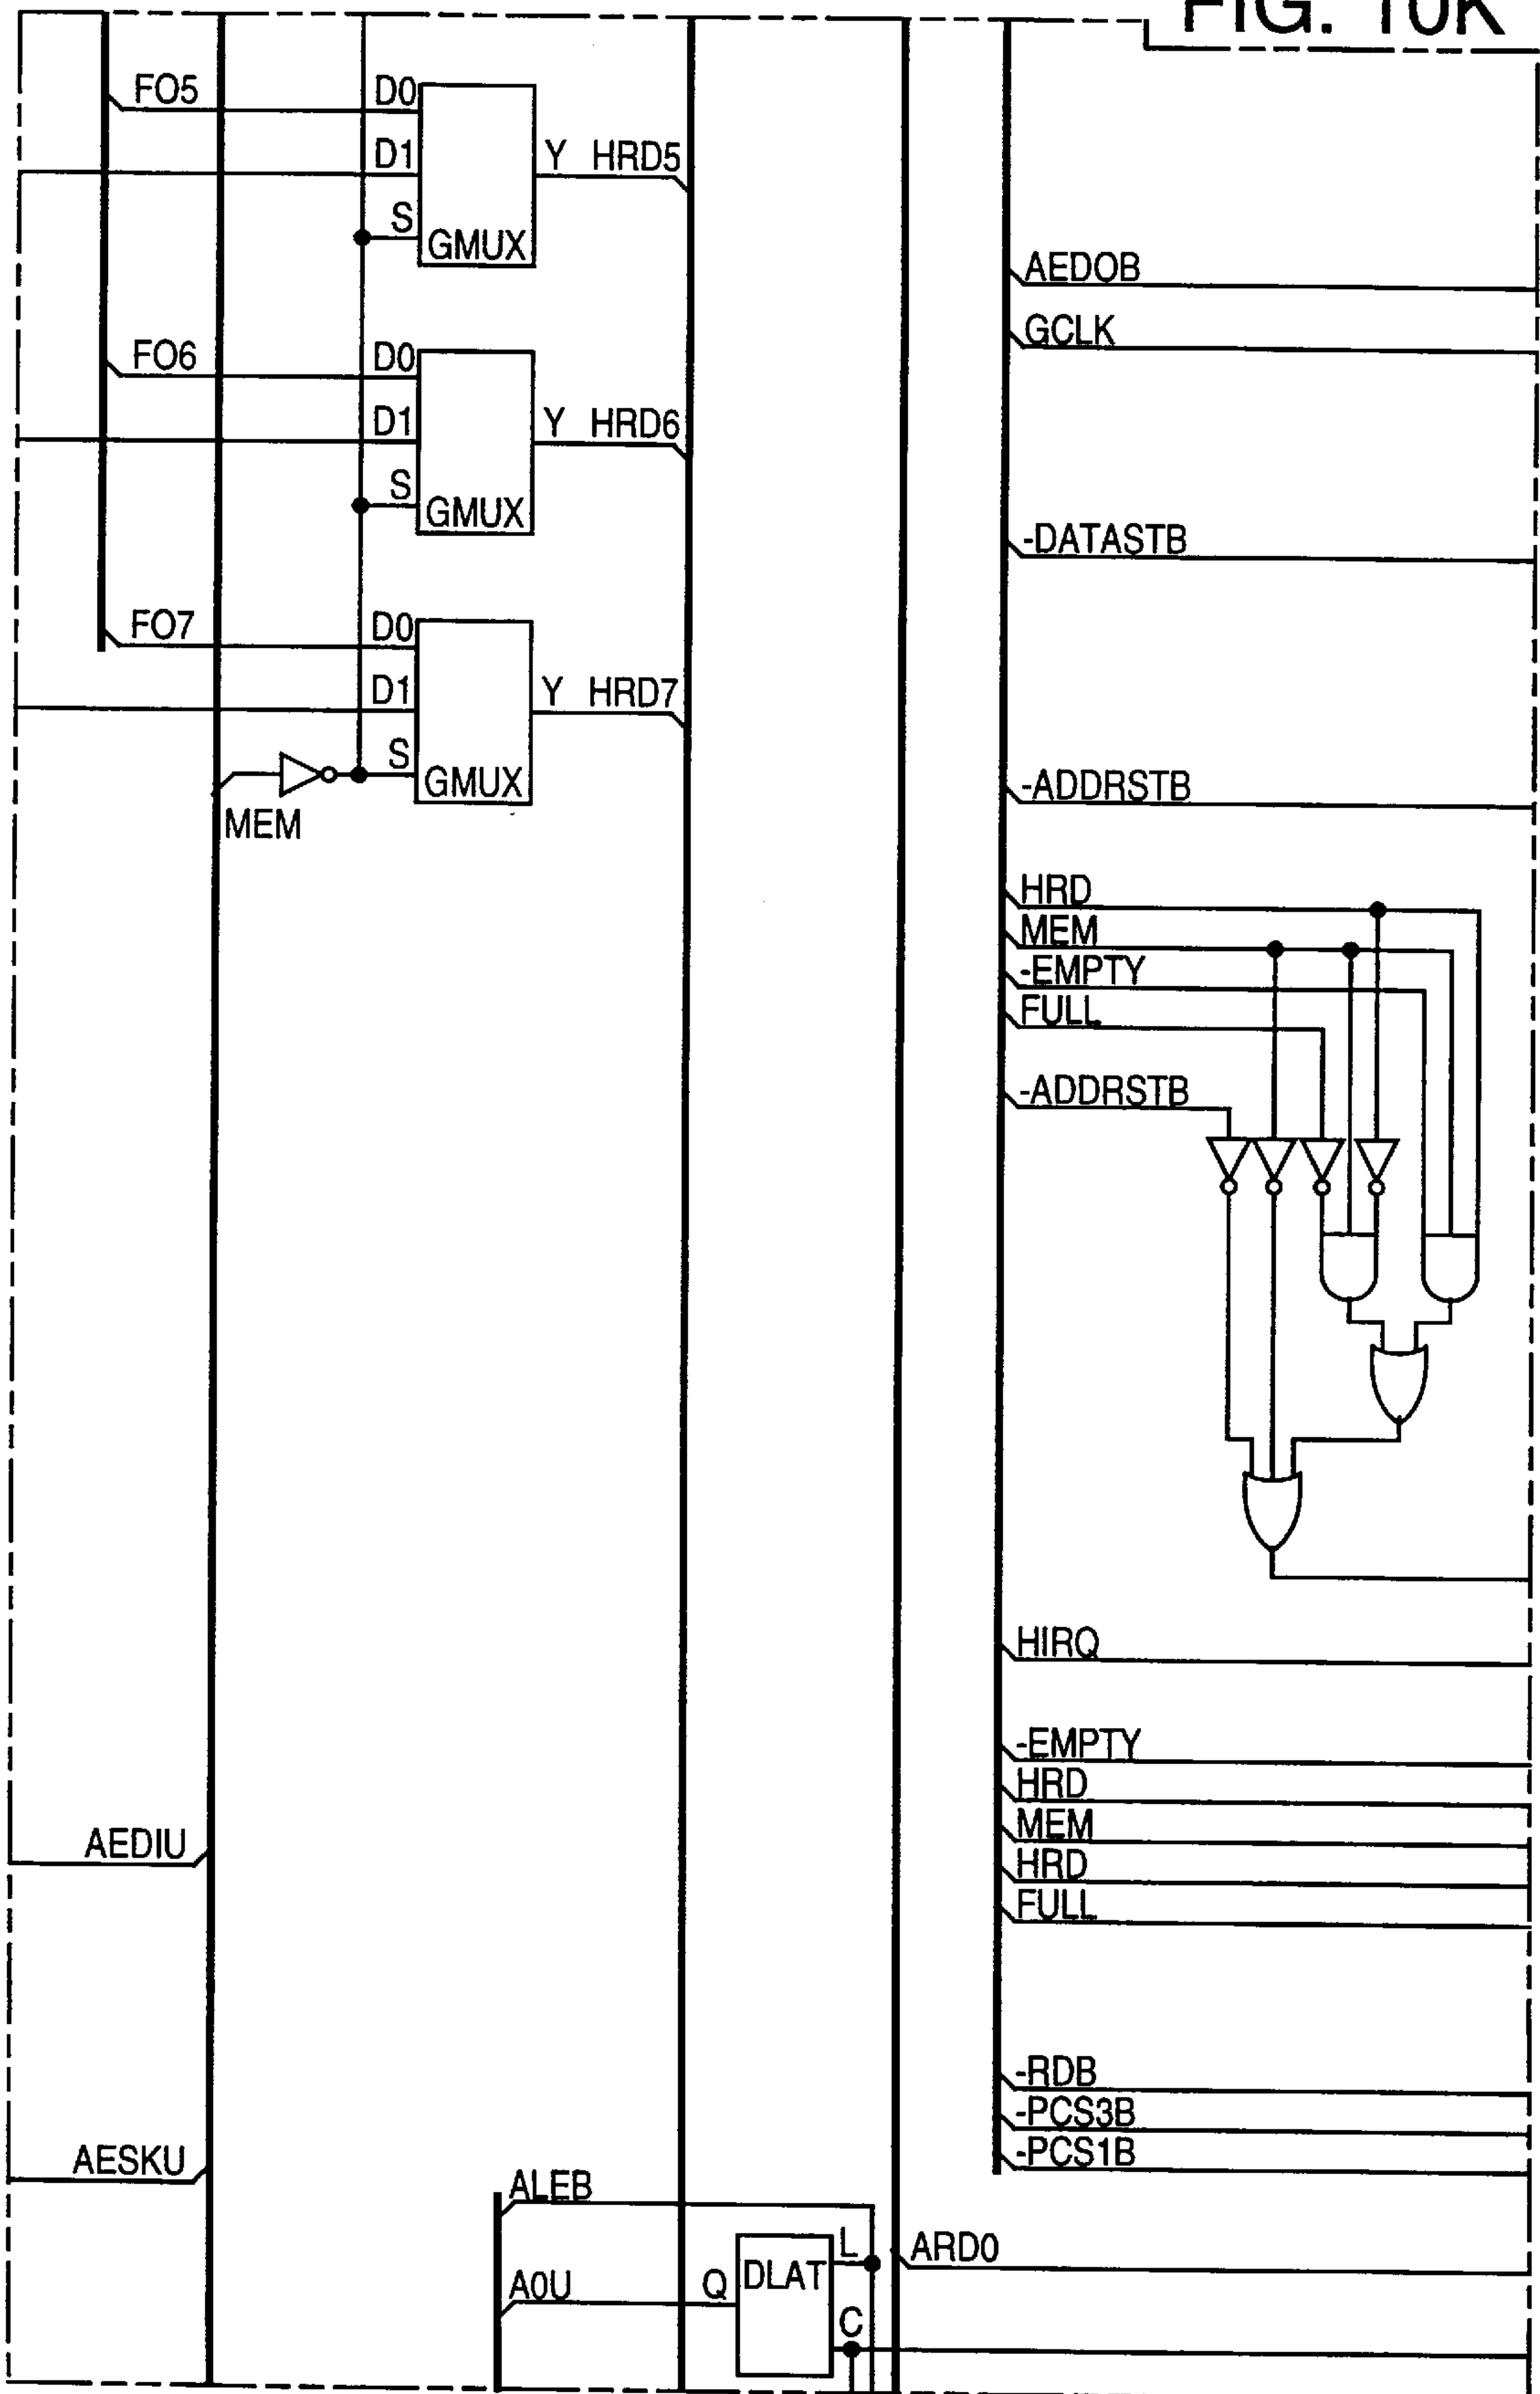 FIG. 10K
FO5
D0
D1
Y HRD5
S
GMUX
AEDOB
GCLK
FO6
D0
D1
Y HRD6
S
GMUX
-DATASTB
FO7
D0
D1
Y HRD7
S
GMUX
MEM
-ADDRSTB
HRD
MEM
-EMPTY
FULL
-ADDRSTB
HIRQ
-EMPTY
HRD
MEM
HRD
FULL
AEDIU
-RDB
-PCS3B
-PCS1B
AESKU
ALEB
L
ARD0
DLAT
A0U
Q
C